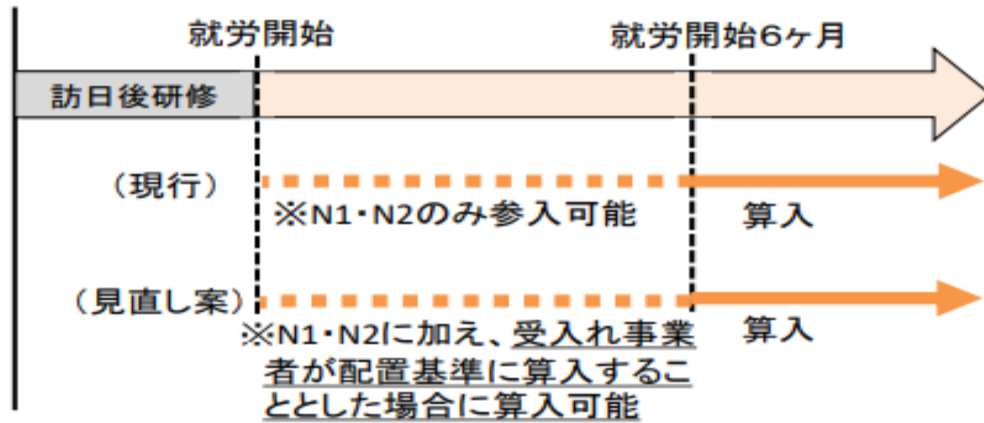 就労開始
就労開始6ヶ月
訪日後研修
（現行）
※N1・N2のみ参入可能
算入
（見直し案）
※N1・N2に加え、受入れ事業
者が配置基準に算入するこ
ととした場合に算入可能
算入